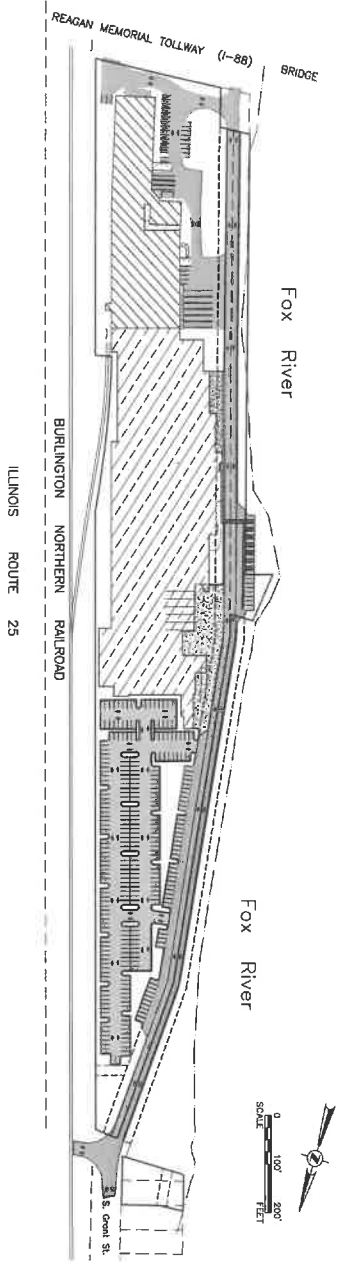 REAGAN MEMORIAL TOLLWAY (I-88)
BRIDGE
Fox River
Fox River
BURLINGTON NORTHERN RAILROAD
ILLINOIS ROUTE 25
S. Grant St.
0 100' 200'
SCALE FEET